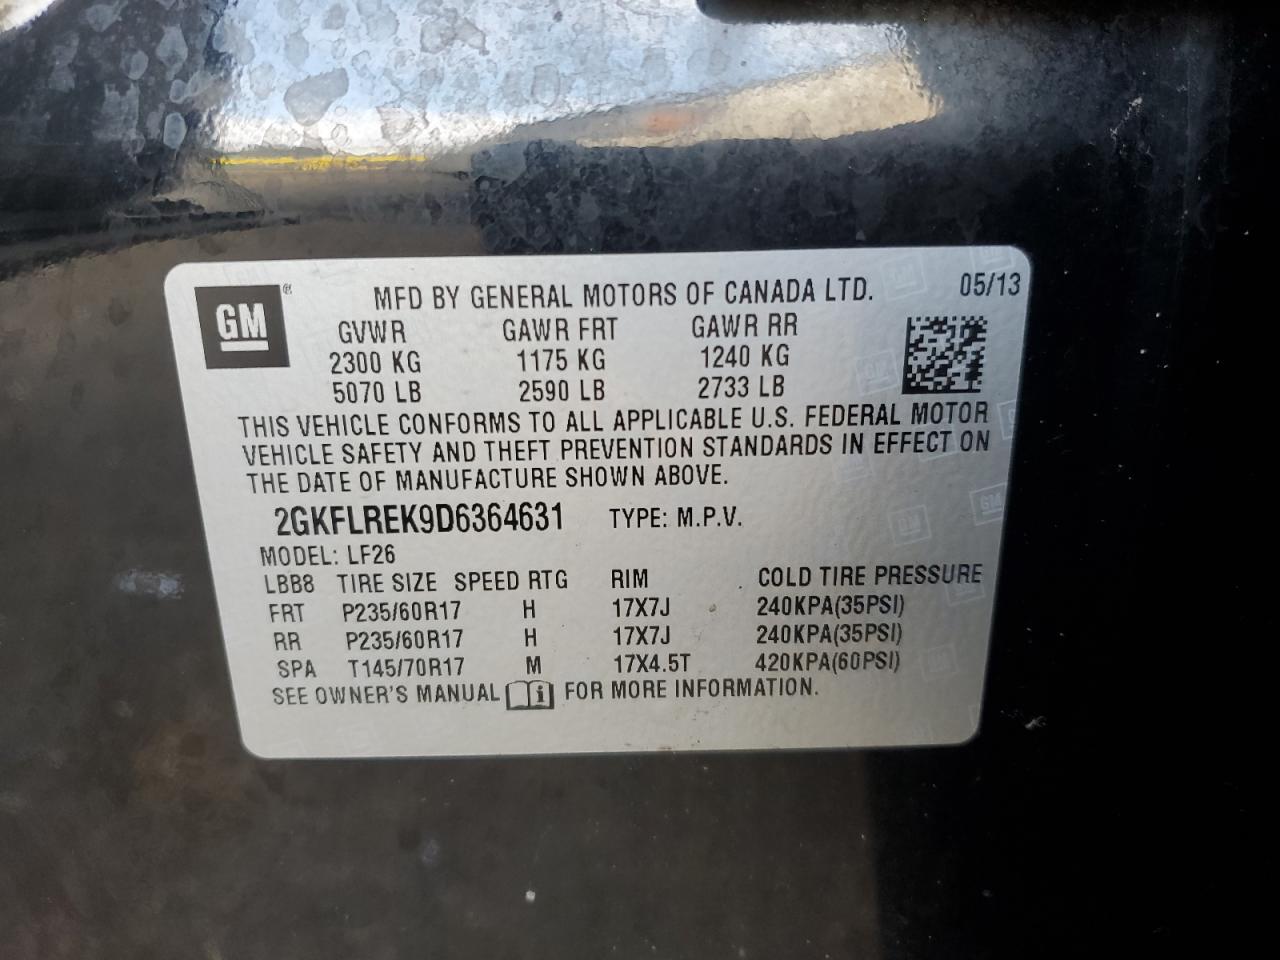 GM ® MFD BY GENERAL MOTORS OF CANADA LTD. 05/13
GVWR GAWR FRT GAWR RR
2300 KG 1175 KG 1240 KG
5070 LB 2590 LB 2733 LB
THIS VEHICLE CONFORMS TO ALL APPLICABLE U.S. FEDERAL MOTOR
VEHICLE SAFETY AND THEFT PREVENTION STANDARDS IN EFFECT ON
THE DATE OF MANUFACTURE SHOWN ABOVE.
2GKFLREK9D6364631 TYPE: M.P.V.
MODEL: LF26
LBB8 TIRE SIZE SPEED RTG RIM COLD TIRE PRESSURE
FRT P235/60R17 H 17X7J 240KPA(35PSI)
RR P235/60R17 H 17X7J 240KPA(35PSI)
SPA T145/70R17 M 17X4.5T 420KPA(60PSI)
SEE OWNER'S MANUAL i FOR MORE INFORMATION.